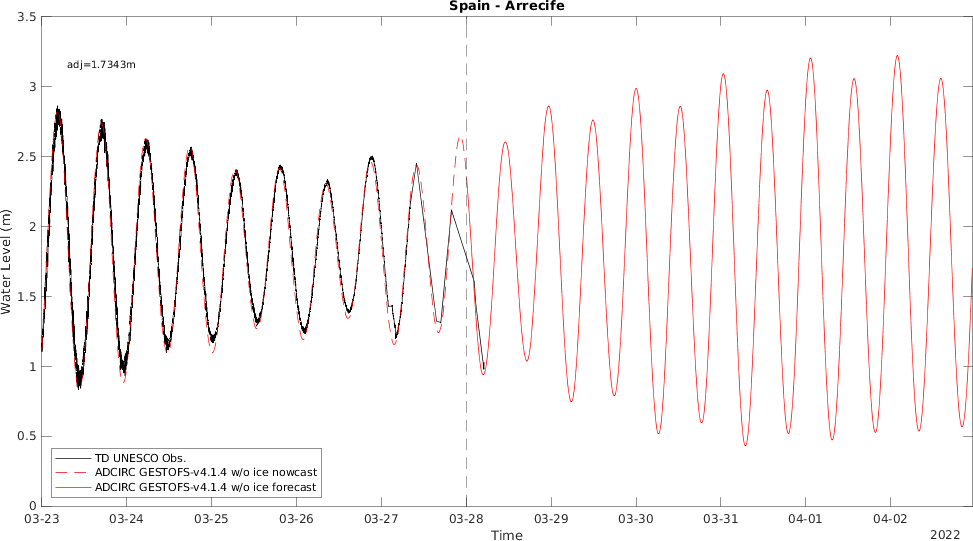 Spain - Arrecife
adj=1.7343m
3.5
3
2.5
2
1.5
1
0.5
0
Water Level (m)
TD UNESCO Obs.
ADCIRC GESTOFS-v4.1.4 w/o ice nowcast
ADCIRC GESTOFS-v4.1.4 w/o ice forecast
03-23 03-24 03-25 03-26 03-27 03-28 03-29 03-30 03-31 04-01 04-02
Time
2022